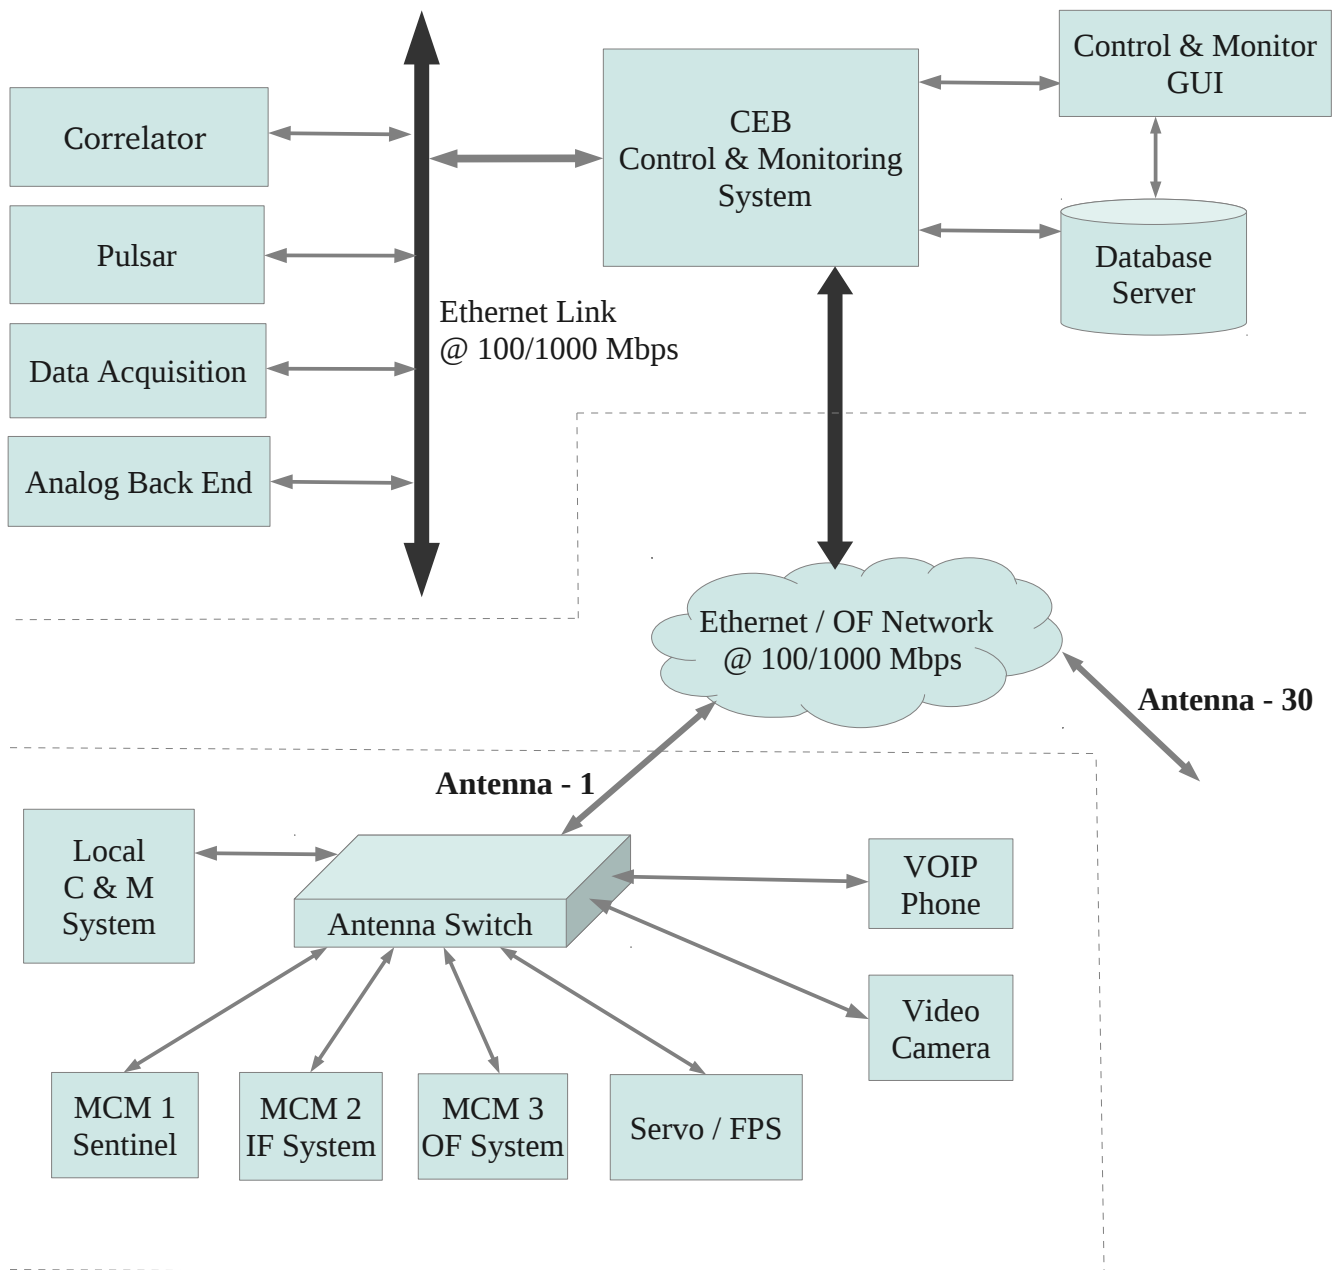 Control & Monitor
GUI
CEB
Control & Monitoring
System
Correlator
Pulsar
Database
Server
Ethernet Link
@ 100/1000 Mbps
Data Acquisition
Analog Back End
Ethernet / OF Network
@ 100/1000 Mbps
Antenna - 30
Antenna - 1
Local
C & M
System
VOIP
Phone
Antenna Switch
Video
Camera
MCM 1
Sentinel
MCM 2
IF System
MCM 3
OF System
Servo / FPS